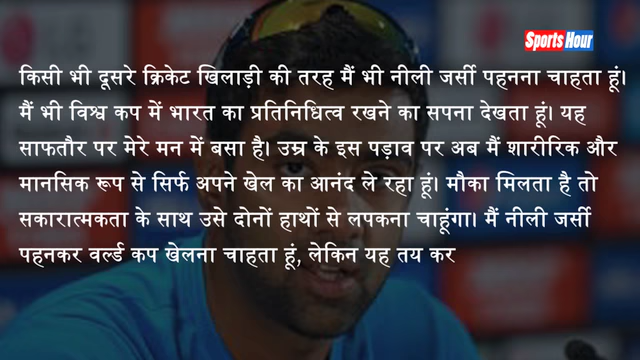 Sports Hour
किसी भी दूसरे क्रिकेट खिलाड़ी की तरह मैं भी नीली जर्सी पहनना चाहता हूं।
मैं भी विश्व कप में भारत का प्रतिनिधित्व रखने का सपना देखता हूं। यह
साफतौर पर मेरे मन में बसा है। उम्र के इस पड़ाव पर अब मैं शारीरिक और
मानसिक रूप से सिर्फ अपने खेल का आनंद ले रहा हूं। मौका मिलता है तो
सकारात्मकता के साथ उसे दोनों हाथों से लपकना चाहूंगा। मैं नीली जर्सी
पहनकर वर्ल्ड कप खेलना चाहता हूं, लेकिन यह तय कर